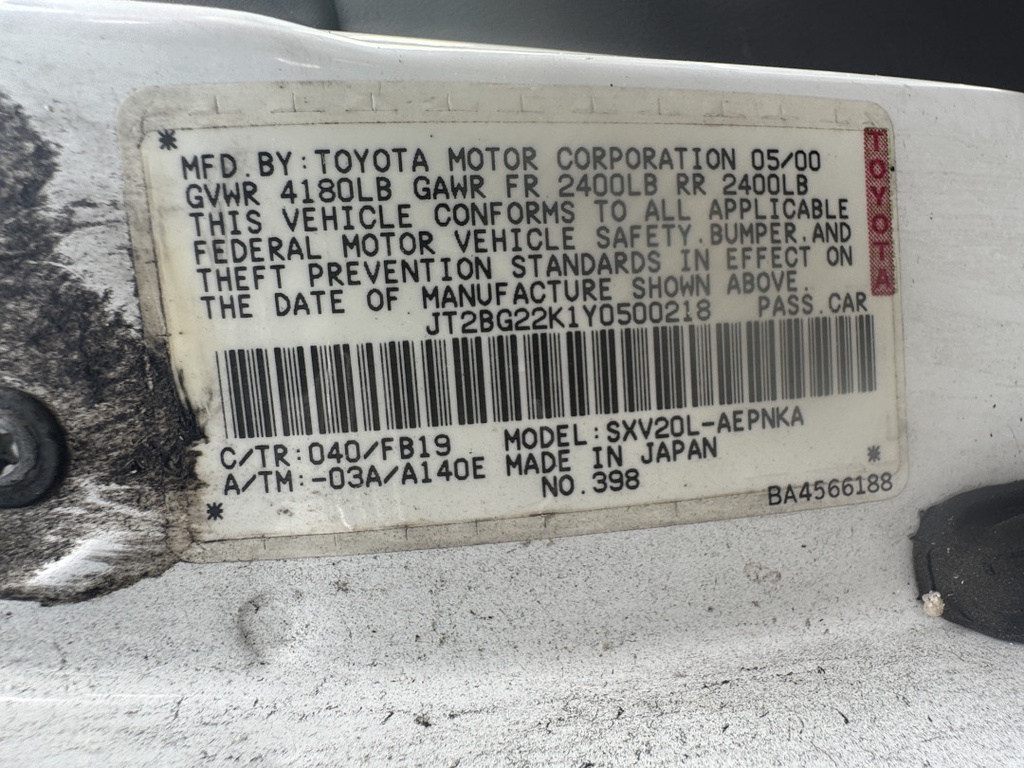 MFD. BY: TOYOTA MOTOR CORPORATION 05/00
GVWR 4180LB GAWR FR 2400LB RR 2400LB
THIS VEHICLE CONFORMS TO ALL APPLICABLE
FEDERAL MOTOR VEHICLE SAFETY. BUMPER. AND
THEFT PREVENTION STANDARDS IN EFFECT ON
THE DATE OF MANUFACTURE SHOWN ABOVE.
JT2BG22K1Y0500218 PASS. CAR
TOYOTA
C/TR: 040/FB19 MODEL: SXV20L-AEPNKA
A/TM: -03A/A140E MADE IN JAPAN
NO. 398
BA4566188